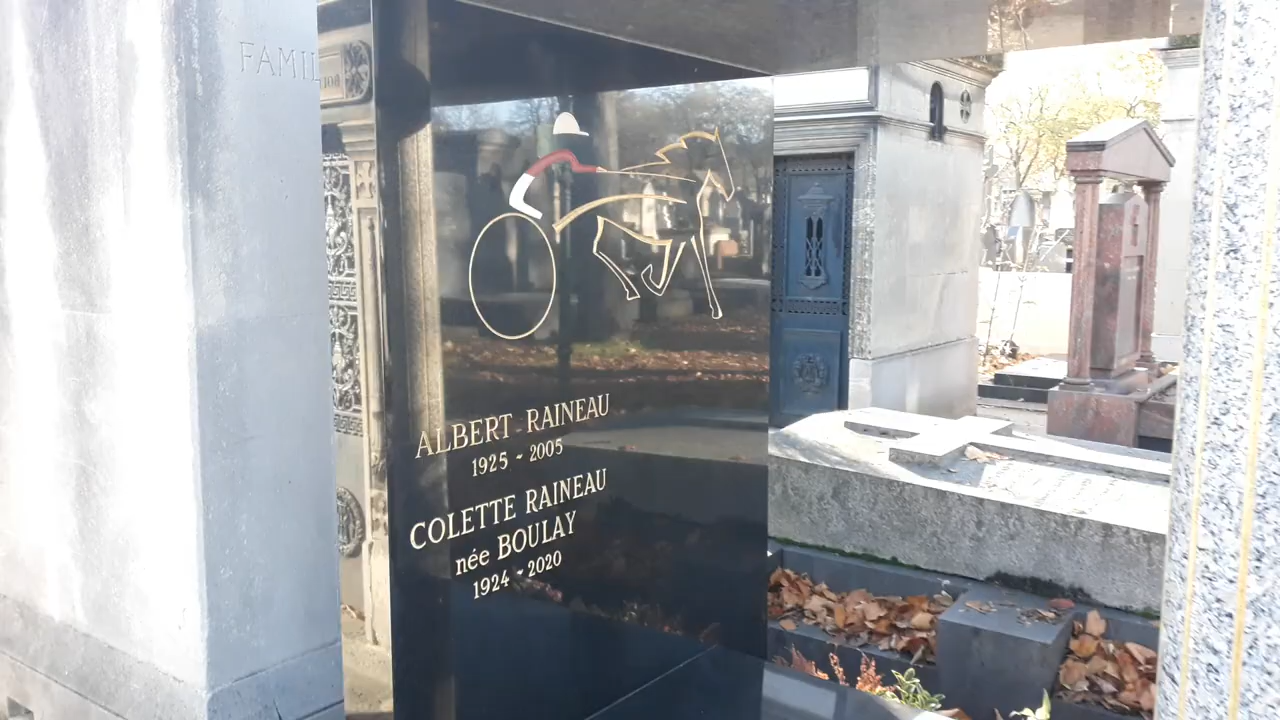 FAMIL
ALBERT RAINEAU
1925 - 2005
COLETTE RAINEAU
née BOULAY
1924 - 2020